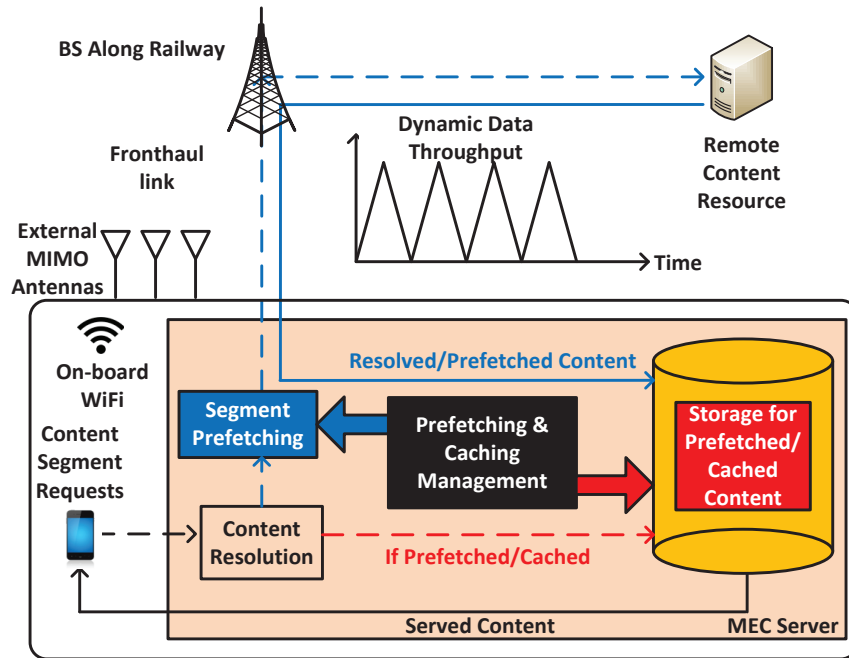 BS Along Railway
Fronthaul
link
Dynamic Data
Throughput
Time
Remote
Content
Resource
External
MIMO
Antennas
On-board
WiFi
Content
Segment
Requests
Resolved/Prefetched Content
Segment
Prefetching
Prefetching &
Caching
Management
Storage for
Prefetched/
Cached
Content
Content
Resolution
If Prefetched/Cached
Served Content
MEC Server